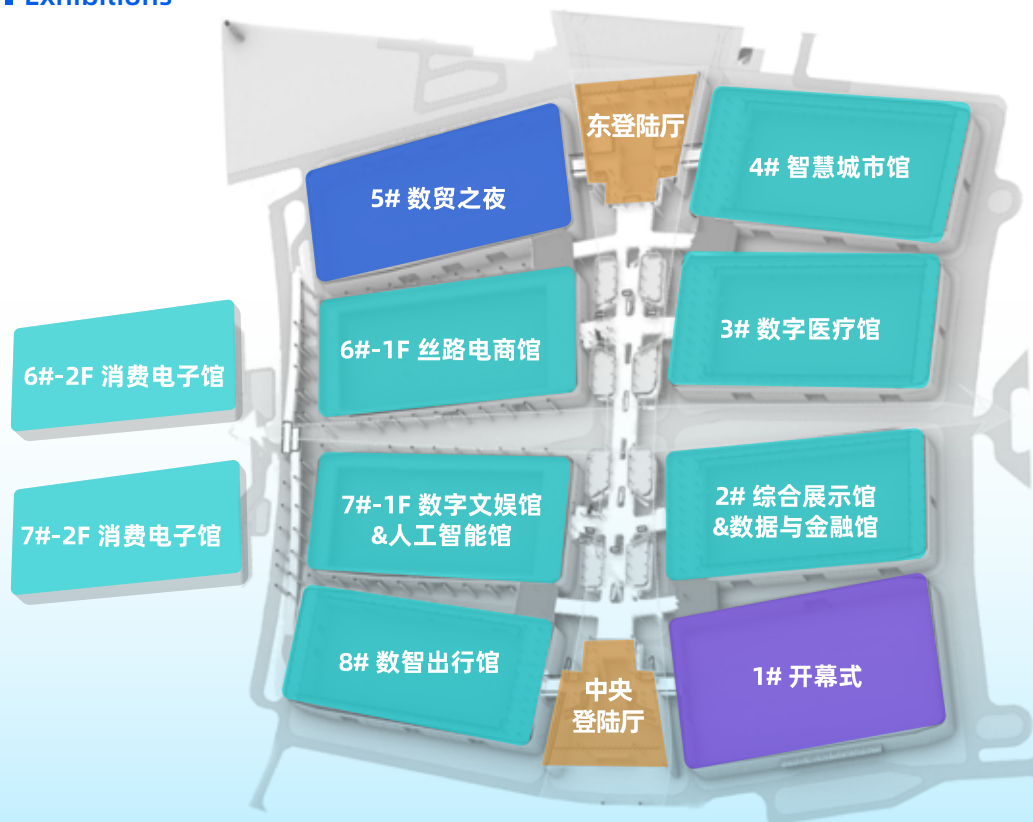 Exhibitions
东登陆厅
4# 智慧城市馆
5# 数贸之夜
3# 数字医疗馆
6#-1F 丝路电商馆
6#-2F 消费电子馆
7#-1F 数字文娱馆
&人工智能馆
2# 综合展示馆
&数据与金融馆
7#-2F 消费电子馆
8# 数智出行馆
1# 开幕式
中央
登陆厅